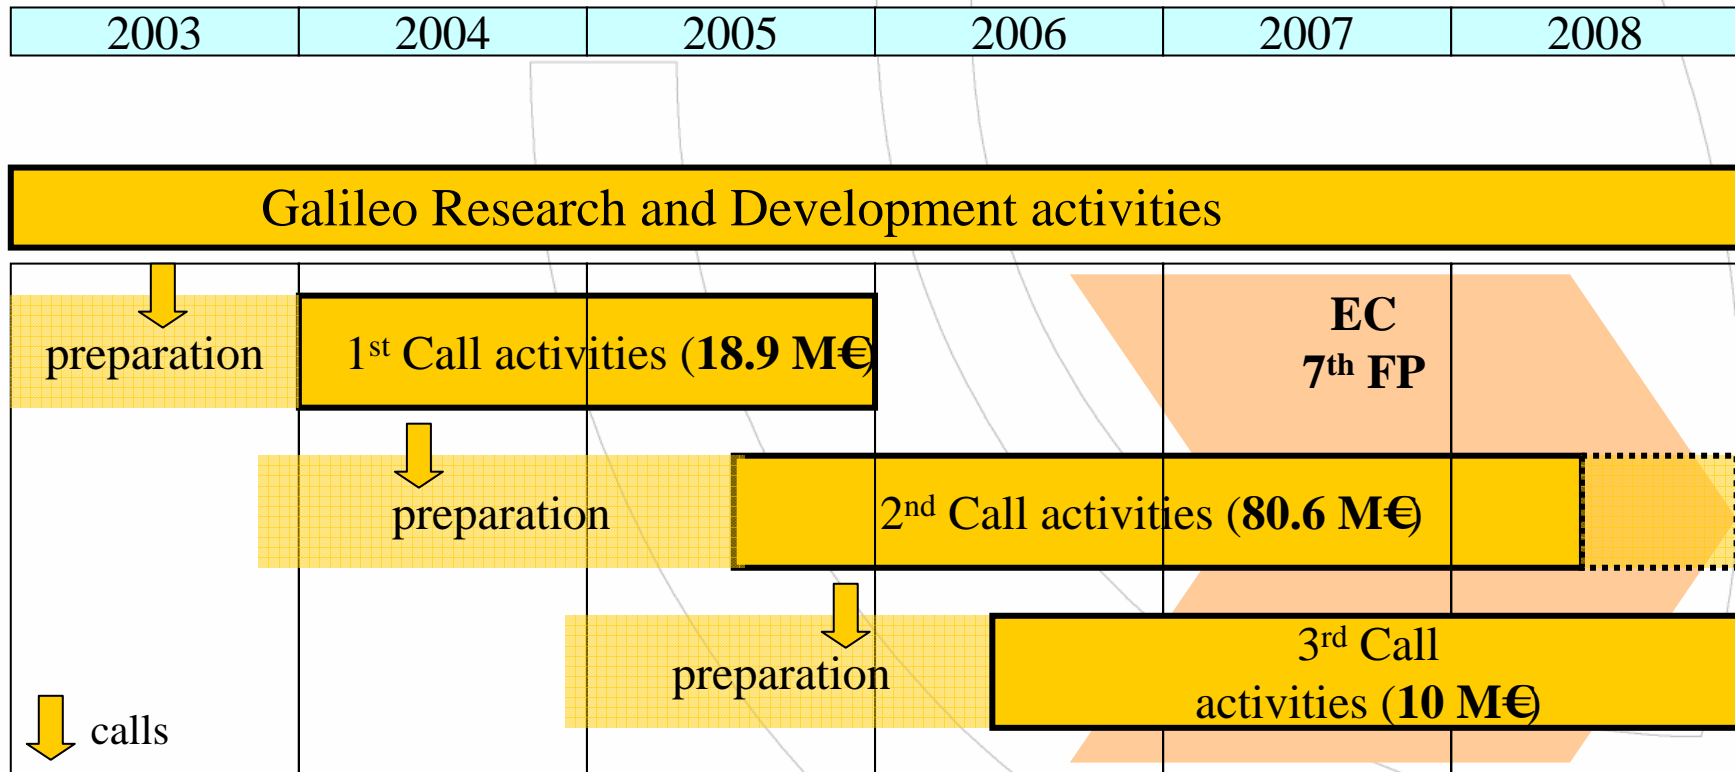 2003 2004 2005 2006 2007 2008
Galileo Research and Development activities
EC
7th FP
preparation 1st Call activities (18.9 M€)
preparation 2nd Call activities (80.6 M€)
preparation 3rd Call
activities (10 M€)
calls